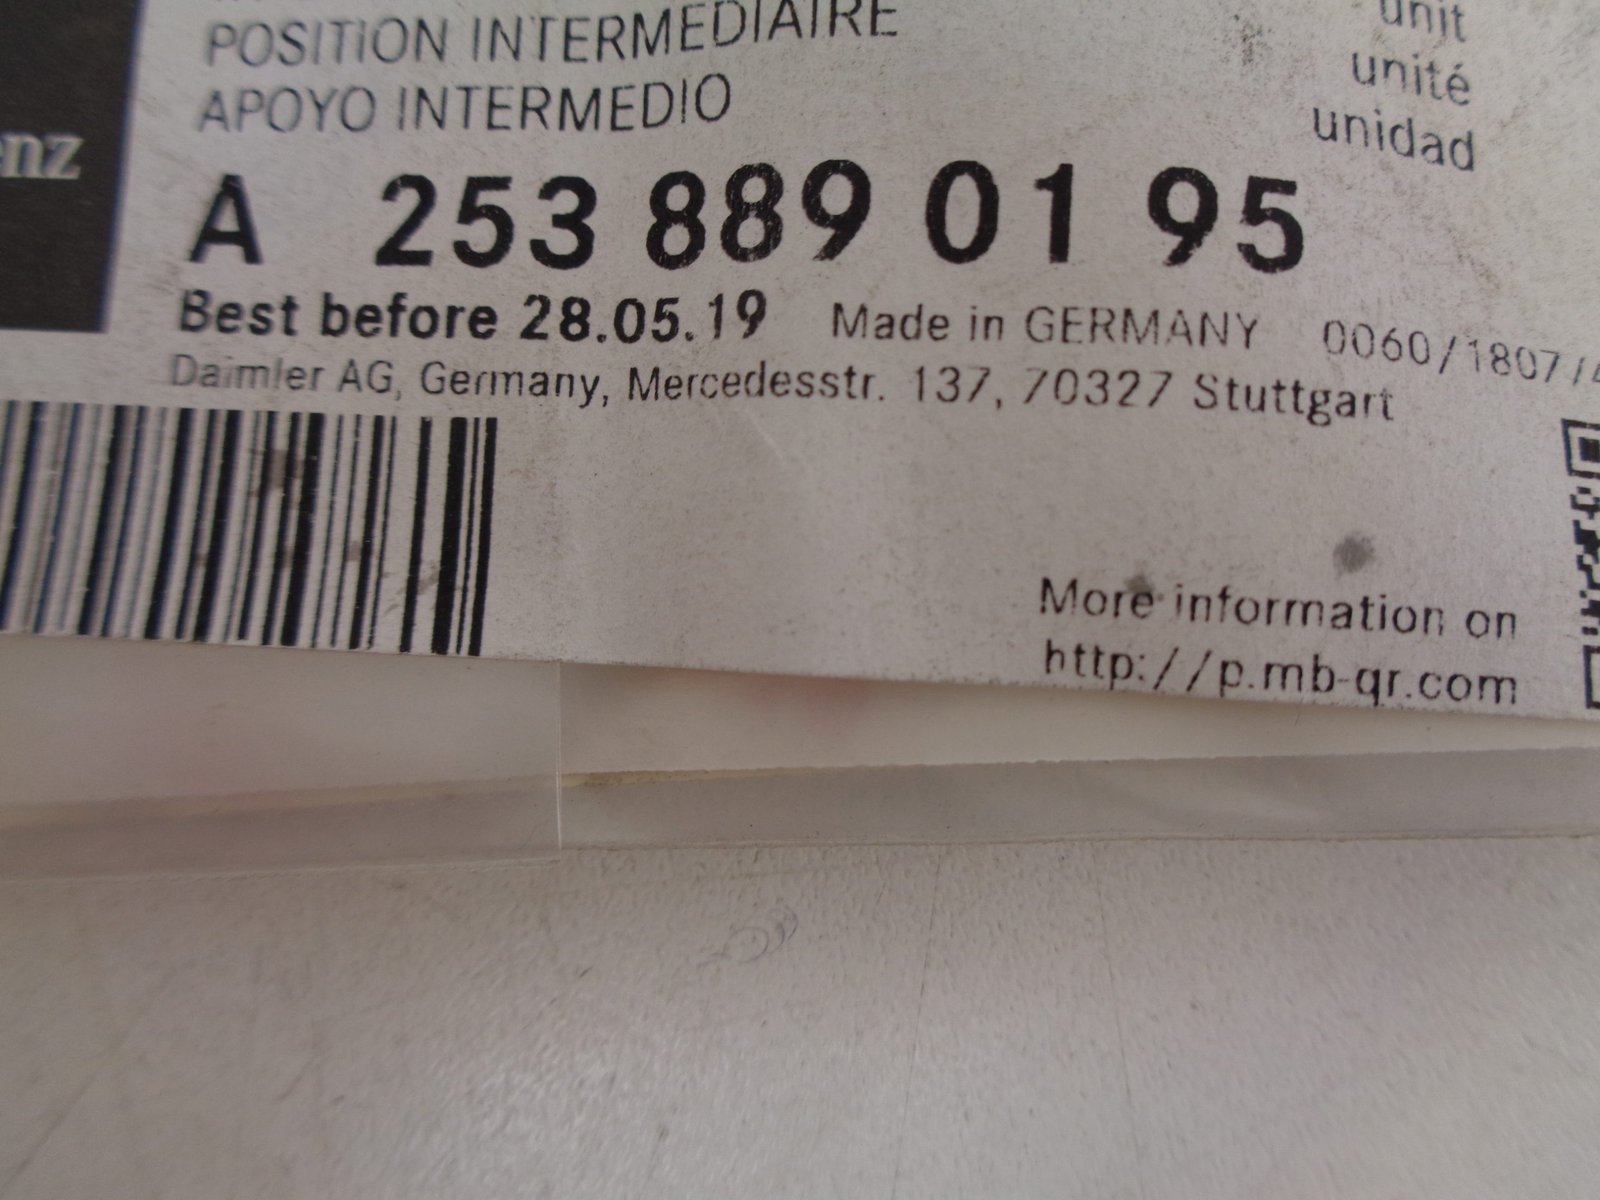 POSITION INTERMEDIAIRE
APOYO INTERMEDIO
unit
unité
unidad
enz
A 253 889 01 95
Best before 28.05.19 Made in GERMANY 0060/1807/
Daimler AG, Germany, Mercedesstr. 137, 70327 Stuttgart
More information on
http://p.mb-qr.com